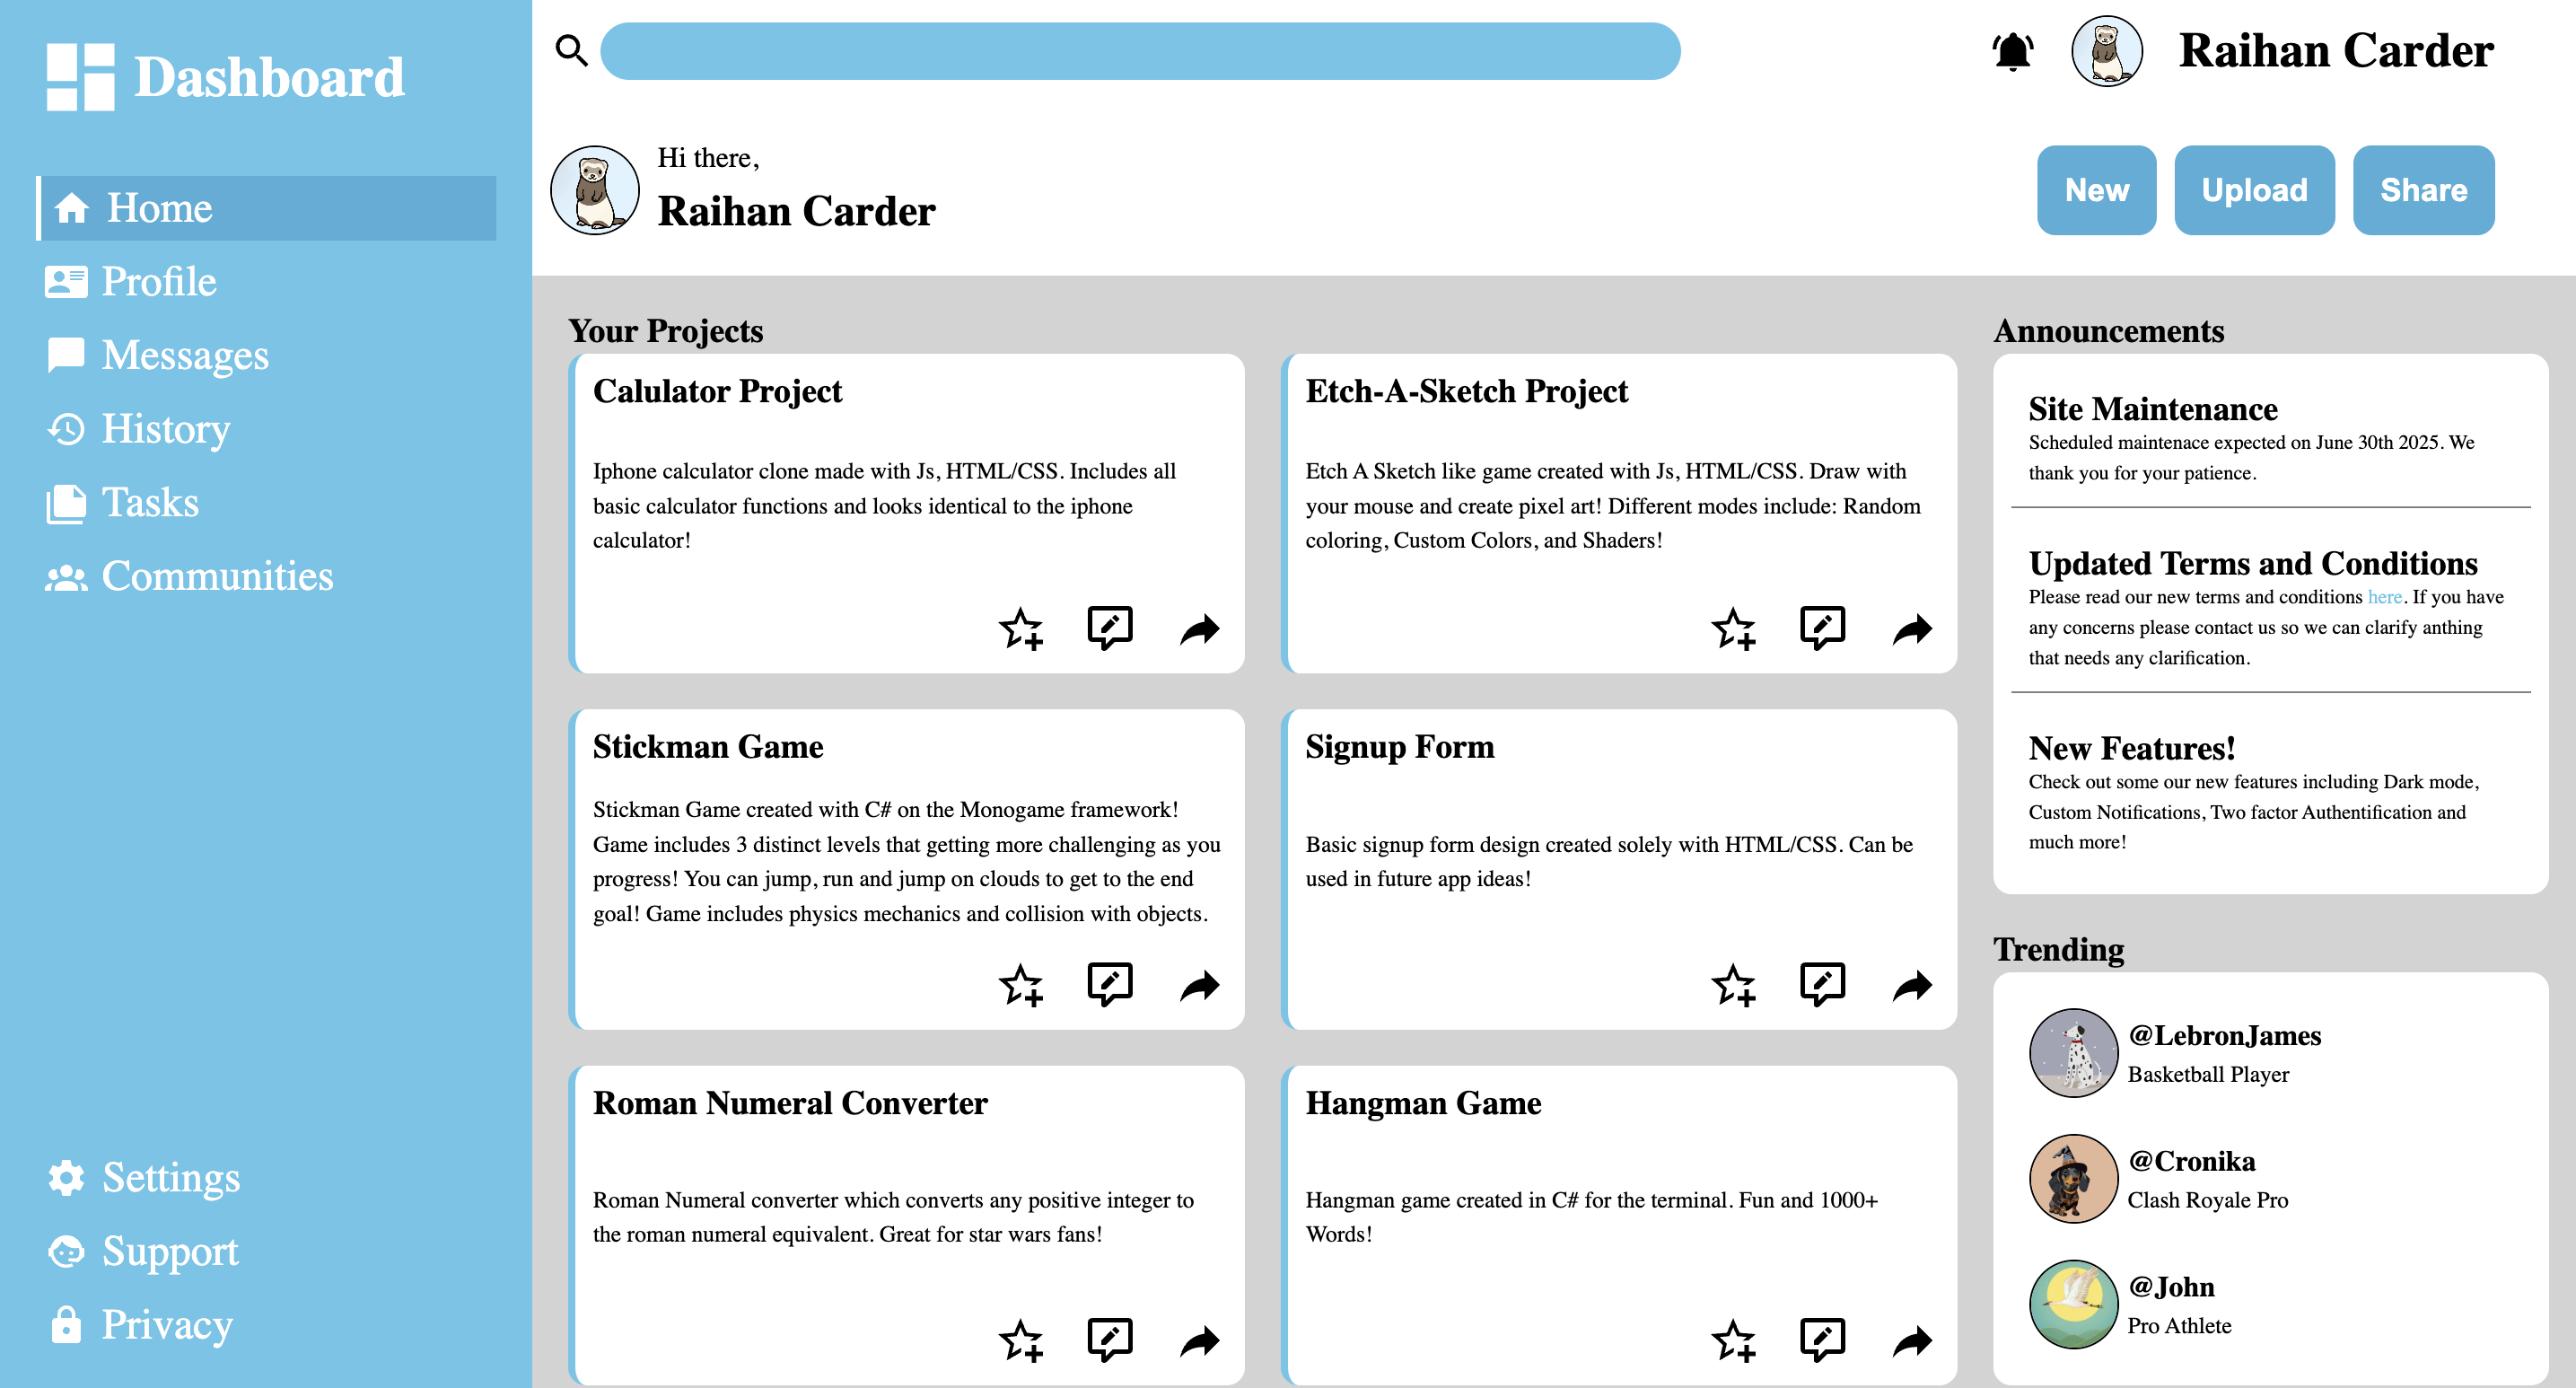 Dashboard
Home
Profile
Messages
History
Tasks
Communities
Settings
Support
Privacy
Raihan Carder
Hi there,
Raihan Carder
New
Upload
Share
Your Projects
Calulator Project
Iphone calculator clone made with Js, HTML/CSS. Includes all
basic calculator functions and looks identical to the iphone
calculator!
Etch-A-Sketch Project
Etch A Sketch like game created with Js, HTML/CSS. Draw with
your mouse and create pixel art! Different modes include: Random
coloring, Custom Colors, and Shaders!
Stickman Game
Stickman Game created with C# on the Monogame framework!
Game includes 3 distinct levels that getting more challenging as you
progress! You can jump, run and jump on clouds to get to the end
goal! Game includes physics mechanics and collision with objects.
Signup Form
Basic signup form design created solely with HTML/CSS. Can be
used in future app ideas!
Roman Numeral Converter
Roman Numeral converter which converts any positive integer to
the roman numeral equivalent. Great for star wars fans!
Hangman Game
Hangman game created in C# for the terminal. Fun and 1000+
Words!
Announcements
Site Maintenance
Scheduled maintenace expected on June 30th 2025. We
thank you for your patience.
Updated Terms and Conditions
Please read our new terms and conditions here. If you have
any concerns please contact us so we can clarify anthing
that needs any clarification.
New Features!
Check out some our new features including Dark mode,
Custom Notifications, Two factor Authentification and
much more!
Trending
@LebronJames
Basketball Player
@Cronika
Clash Royale Pro
@John
Pro Athlete